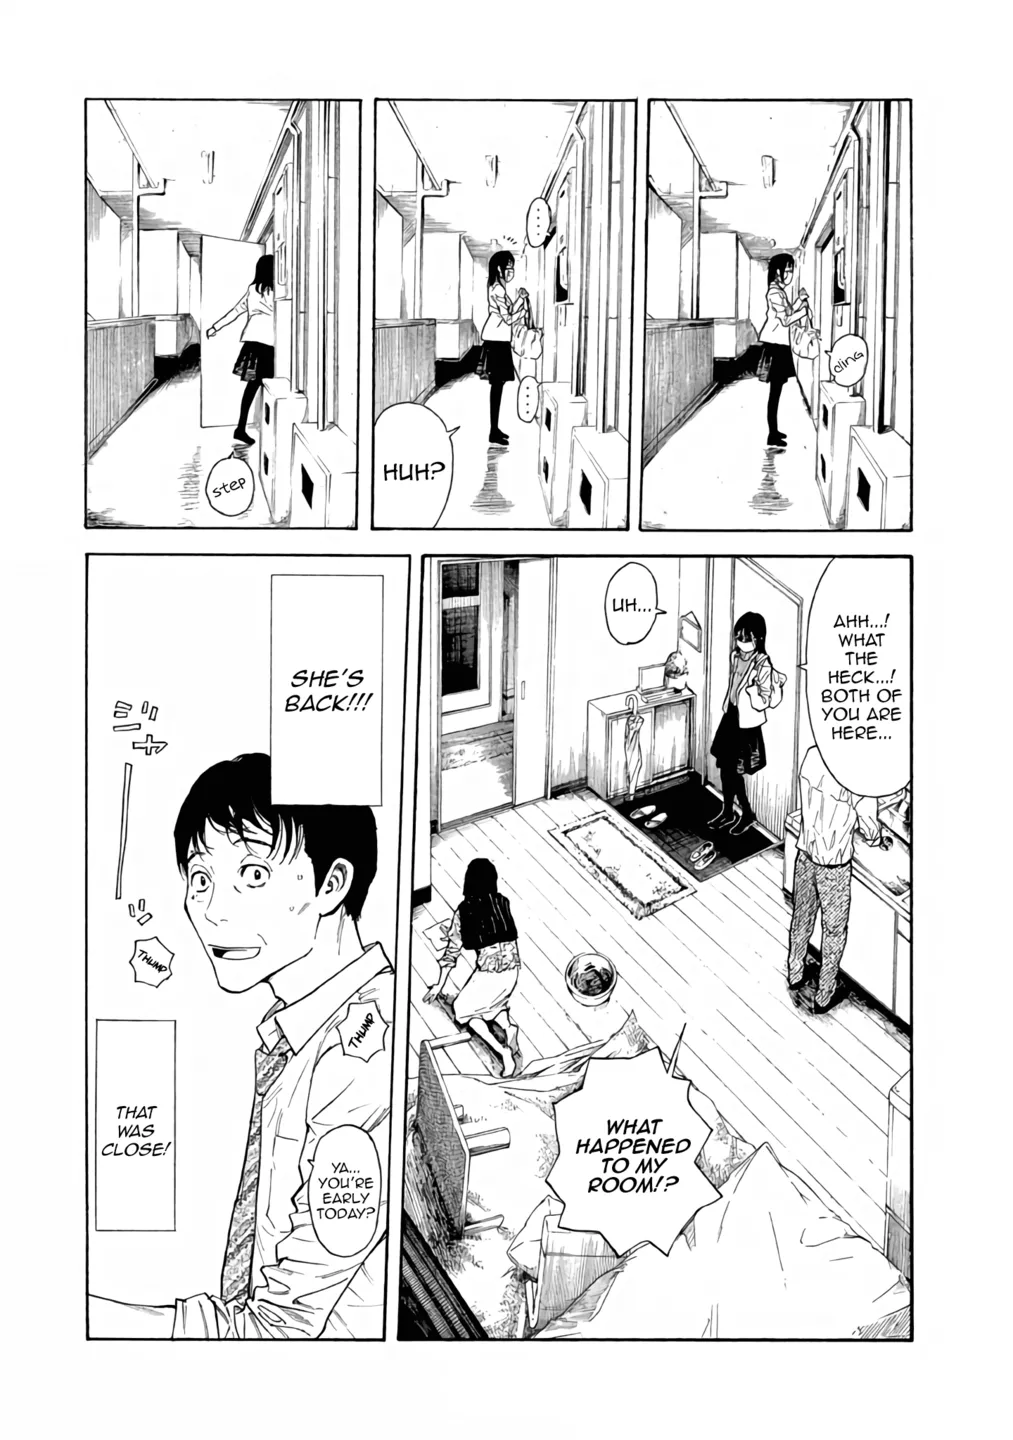 cling
....
....
HUH?
step
AHH...!
WHAT
THE
HECK...!
BOTH OF
YOU ARE
HERE...
UH...
WHAT
HAPPENED
TO MY
ROOM!?
SHE'S
BACK!!!
THUMP
THUMP
YA...
YOU'RE
EARLY
TODAY?
THAT
WAS
CLOSE!